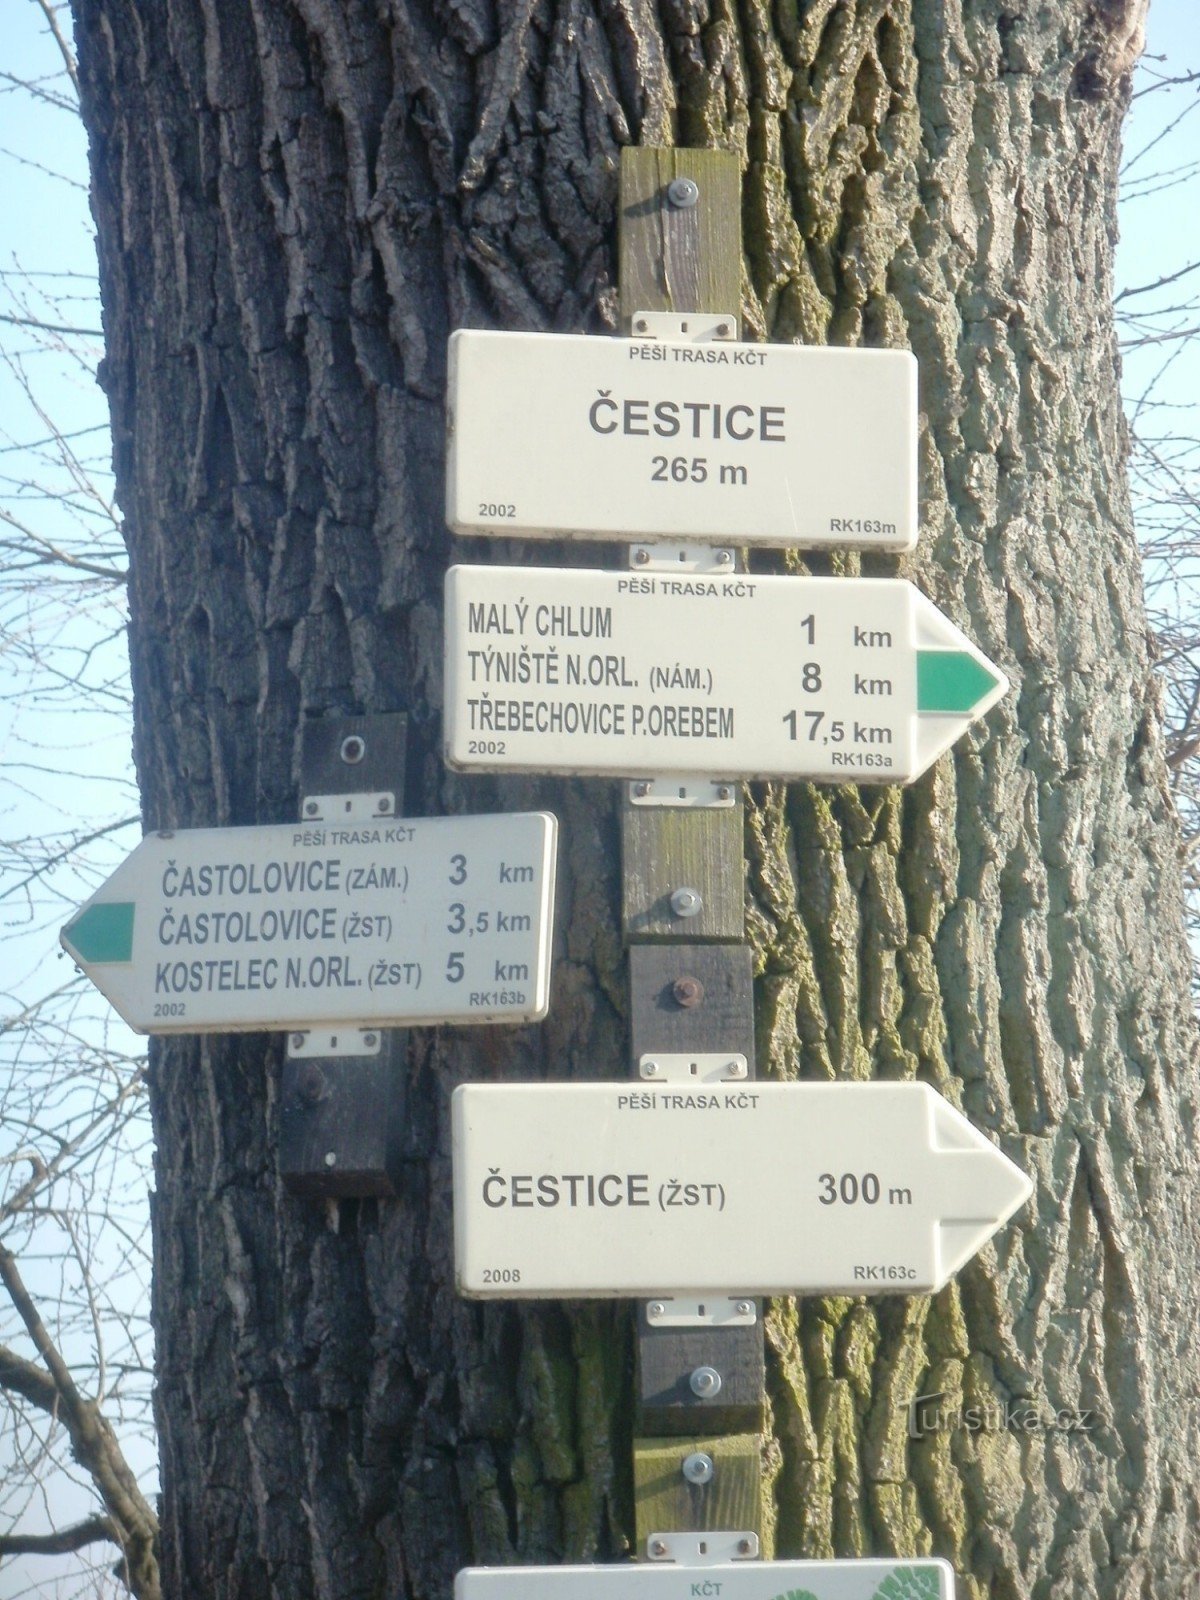 PĚŠÍ TRASA KČT
ČESTICE
265 m
2002 RK163m
PĚŠÍ TRASA KČT
MALÝ CHLUM 1 km
TÝNIŠTĚ N.ORL. (NÁM.) 8 km
TŘEBECHOVICE P.OREBEM 17,5 km
2002 RK163a
PĚŠÍ TRASA KČT
ČASTOLOVICE (ZÁM.) 3 km
ČASTOLOVICE (ŽST) 3,5 km
KOSTELEC N.ORL. (ŽST) 5 km
2002 RK163b
PĚŠÍ TRASA KČT
ČESTICE (ŽST) 300 m
2008 RK163c
Turistika.cz
KČT